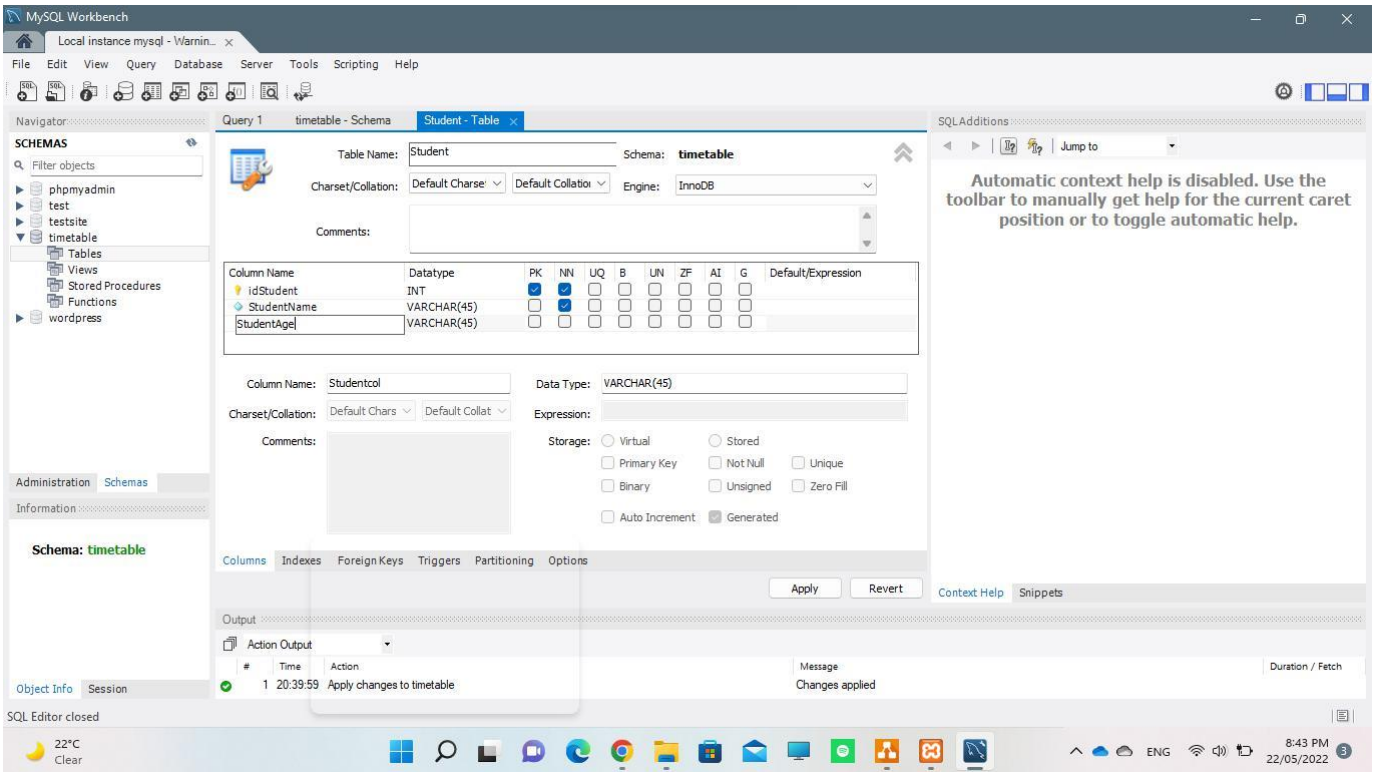 MySQL Workbench
Local instance mysql - Warnin...
File Edit View Query Database Server Tools Scripting Help
Navigator
SCHEMAS
Filter objects
phpmyadmin
test
testsite
timetable
Tables
Views
Stored Procedures
Functions
wordpress
Administration Schemas
Information
Schema: timetable
Object Info Session
Query 1 timetable - Schema Student - Table
Table Name: Student Schema: timetable
Charset/Collation: Default Charse Default Collation Engine: InnoDB
Comments:
Column Name Datatype PK NN UQ B UN ZF AI G Default/Expression
idStudent INT
StudentName VARCHAR(45)
StudentAge VARCHAR(45)
Column Name: Studentcol Data Type: VARCHAR(45)
Charset/Collation: Default Chars Default Collat Expression:
Comments: Storage: Virtual Stored
Primary Key Not Null Unique
Binary Unsigned Zero Fill
Auto Increment Generated
Columns Indexes Foreign Keys Triggers Partitioning Options
Apply Revert
Output
Action Output
# Time Action Message Duration / Fetch
1 20:39:59 Apply changes to timetable Changes applied
SQLAdditions
Jump to
Automatic context help is disabled. Use the
toolbar to manually get help for the current caret
position or to toggle automatic help.
Context Help Snippets
SQL Editor closed
22°C
Clear
ENG
8:43 PM
22/05/2022
3